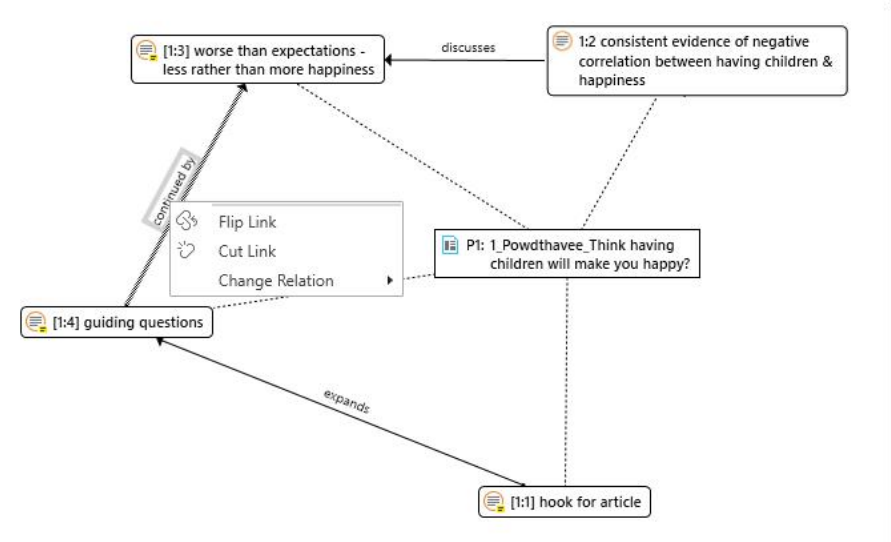 [1:3] worse than expectations -
less rather than more happiness
discusses
1:2 consistent evidence of negative
correlation between having children &
happiness
continued by
Flip Link
Cut Link
Change Relation
P1: 1_Powdthavee_Think having
children will make you happy?
[1:4] guiding questions
expands
[1:1] hook for article